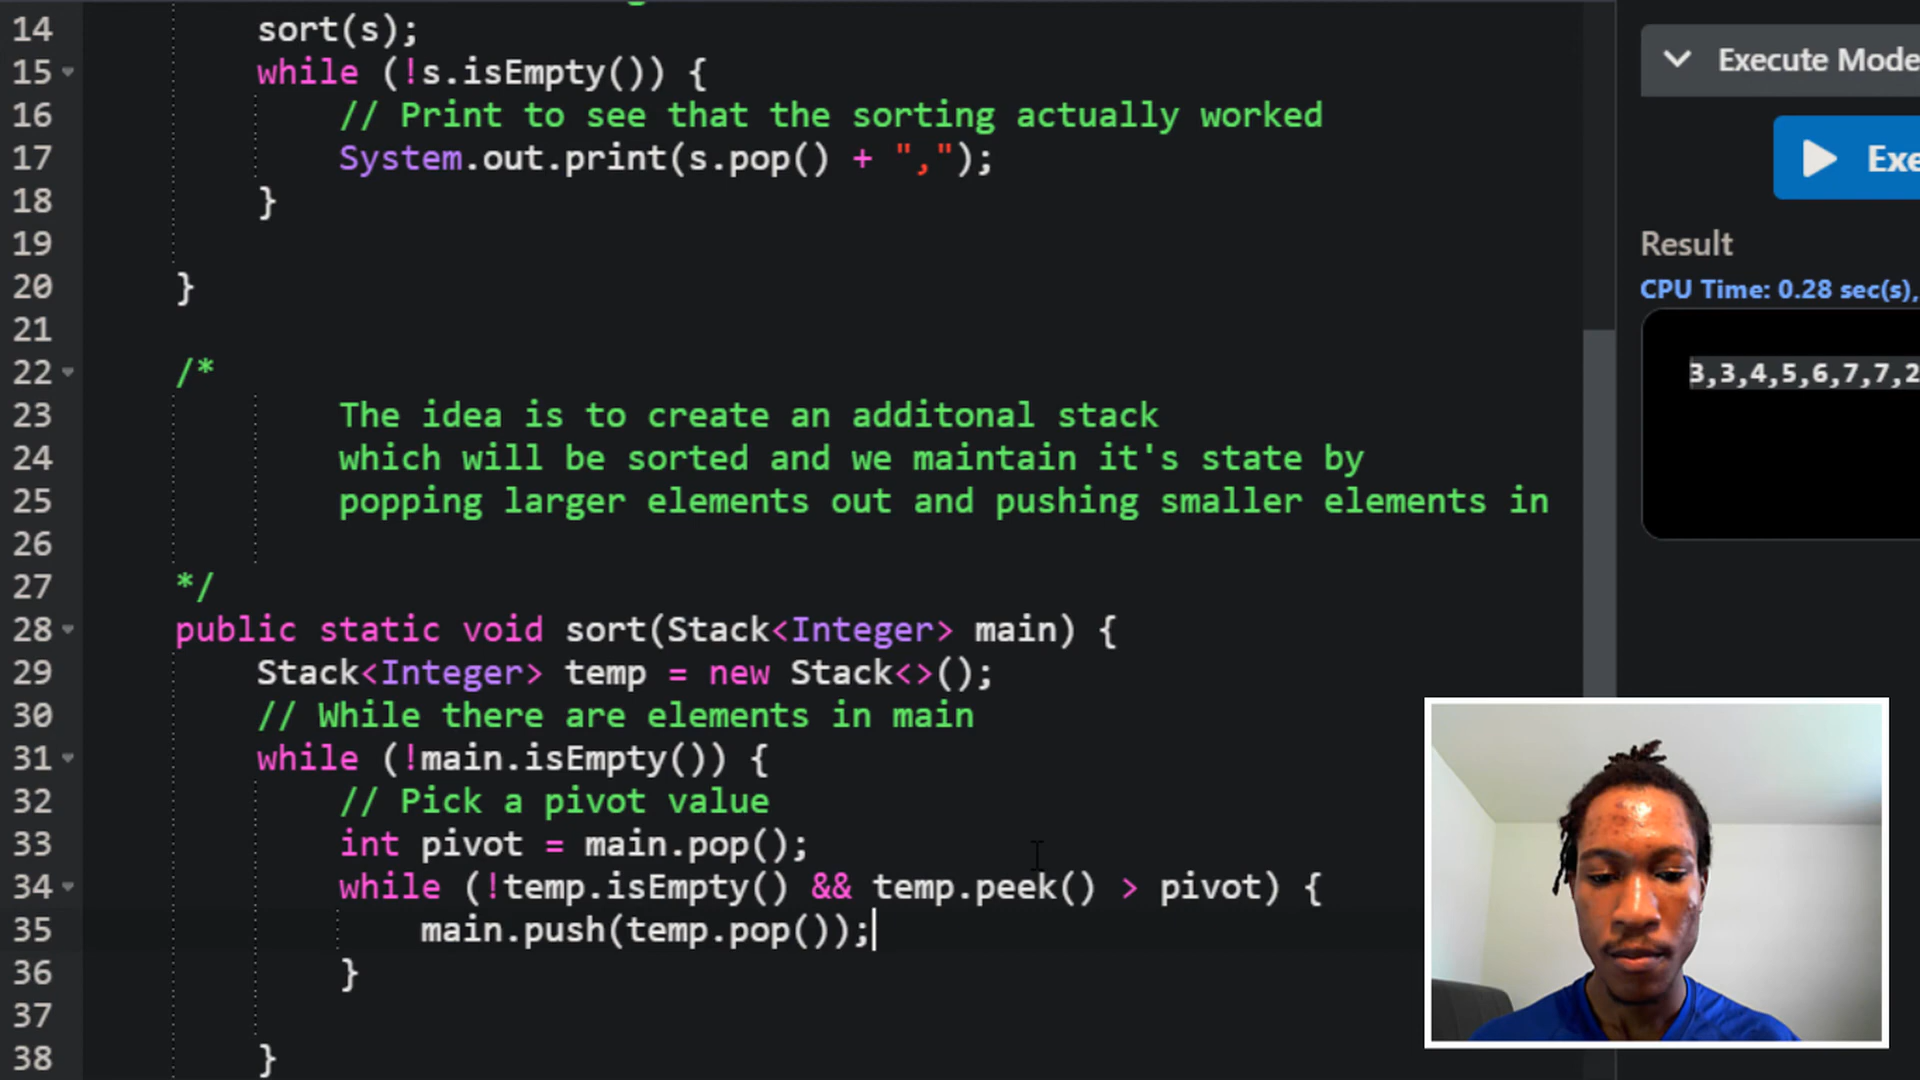 14 sort(s);
15 while (!s.isEmpty()) {
16 // Print to see that the sorting actually worked
17 System.out.print(s.pop() + ",");
18 }
19
20 }
21
22 /*
23 The idea is to create an additonal stack
24 which will be sorted and we maintain it's state by
25 popping larger elements out and pushing smaller elements in
26
27 */
28 public static void sort(Stack<Integer> main) {
29 Stack<Integer> temp = new Stack<>();
30 // While there are elements in main
31 while (!main.isEmpty()) {
32 // Pick a pivot value
33 int pivot = main.pop();
34 while (!temp.isEmpty() && temp.peek() > pivot) {
35 main.push(temp.pop());
36 }
37
38 }
Execute Mode
Exe
Result
CPU Time: 0.28 sec(s),
3,3,4,5,6,7,7,2